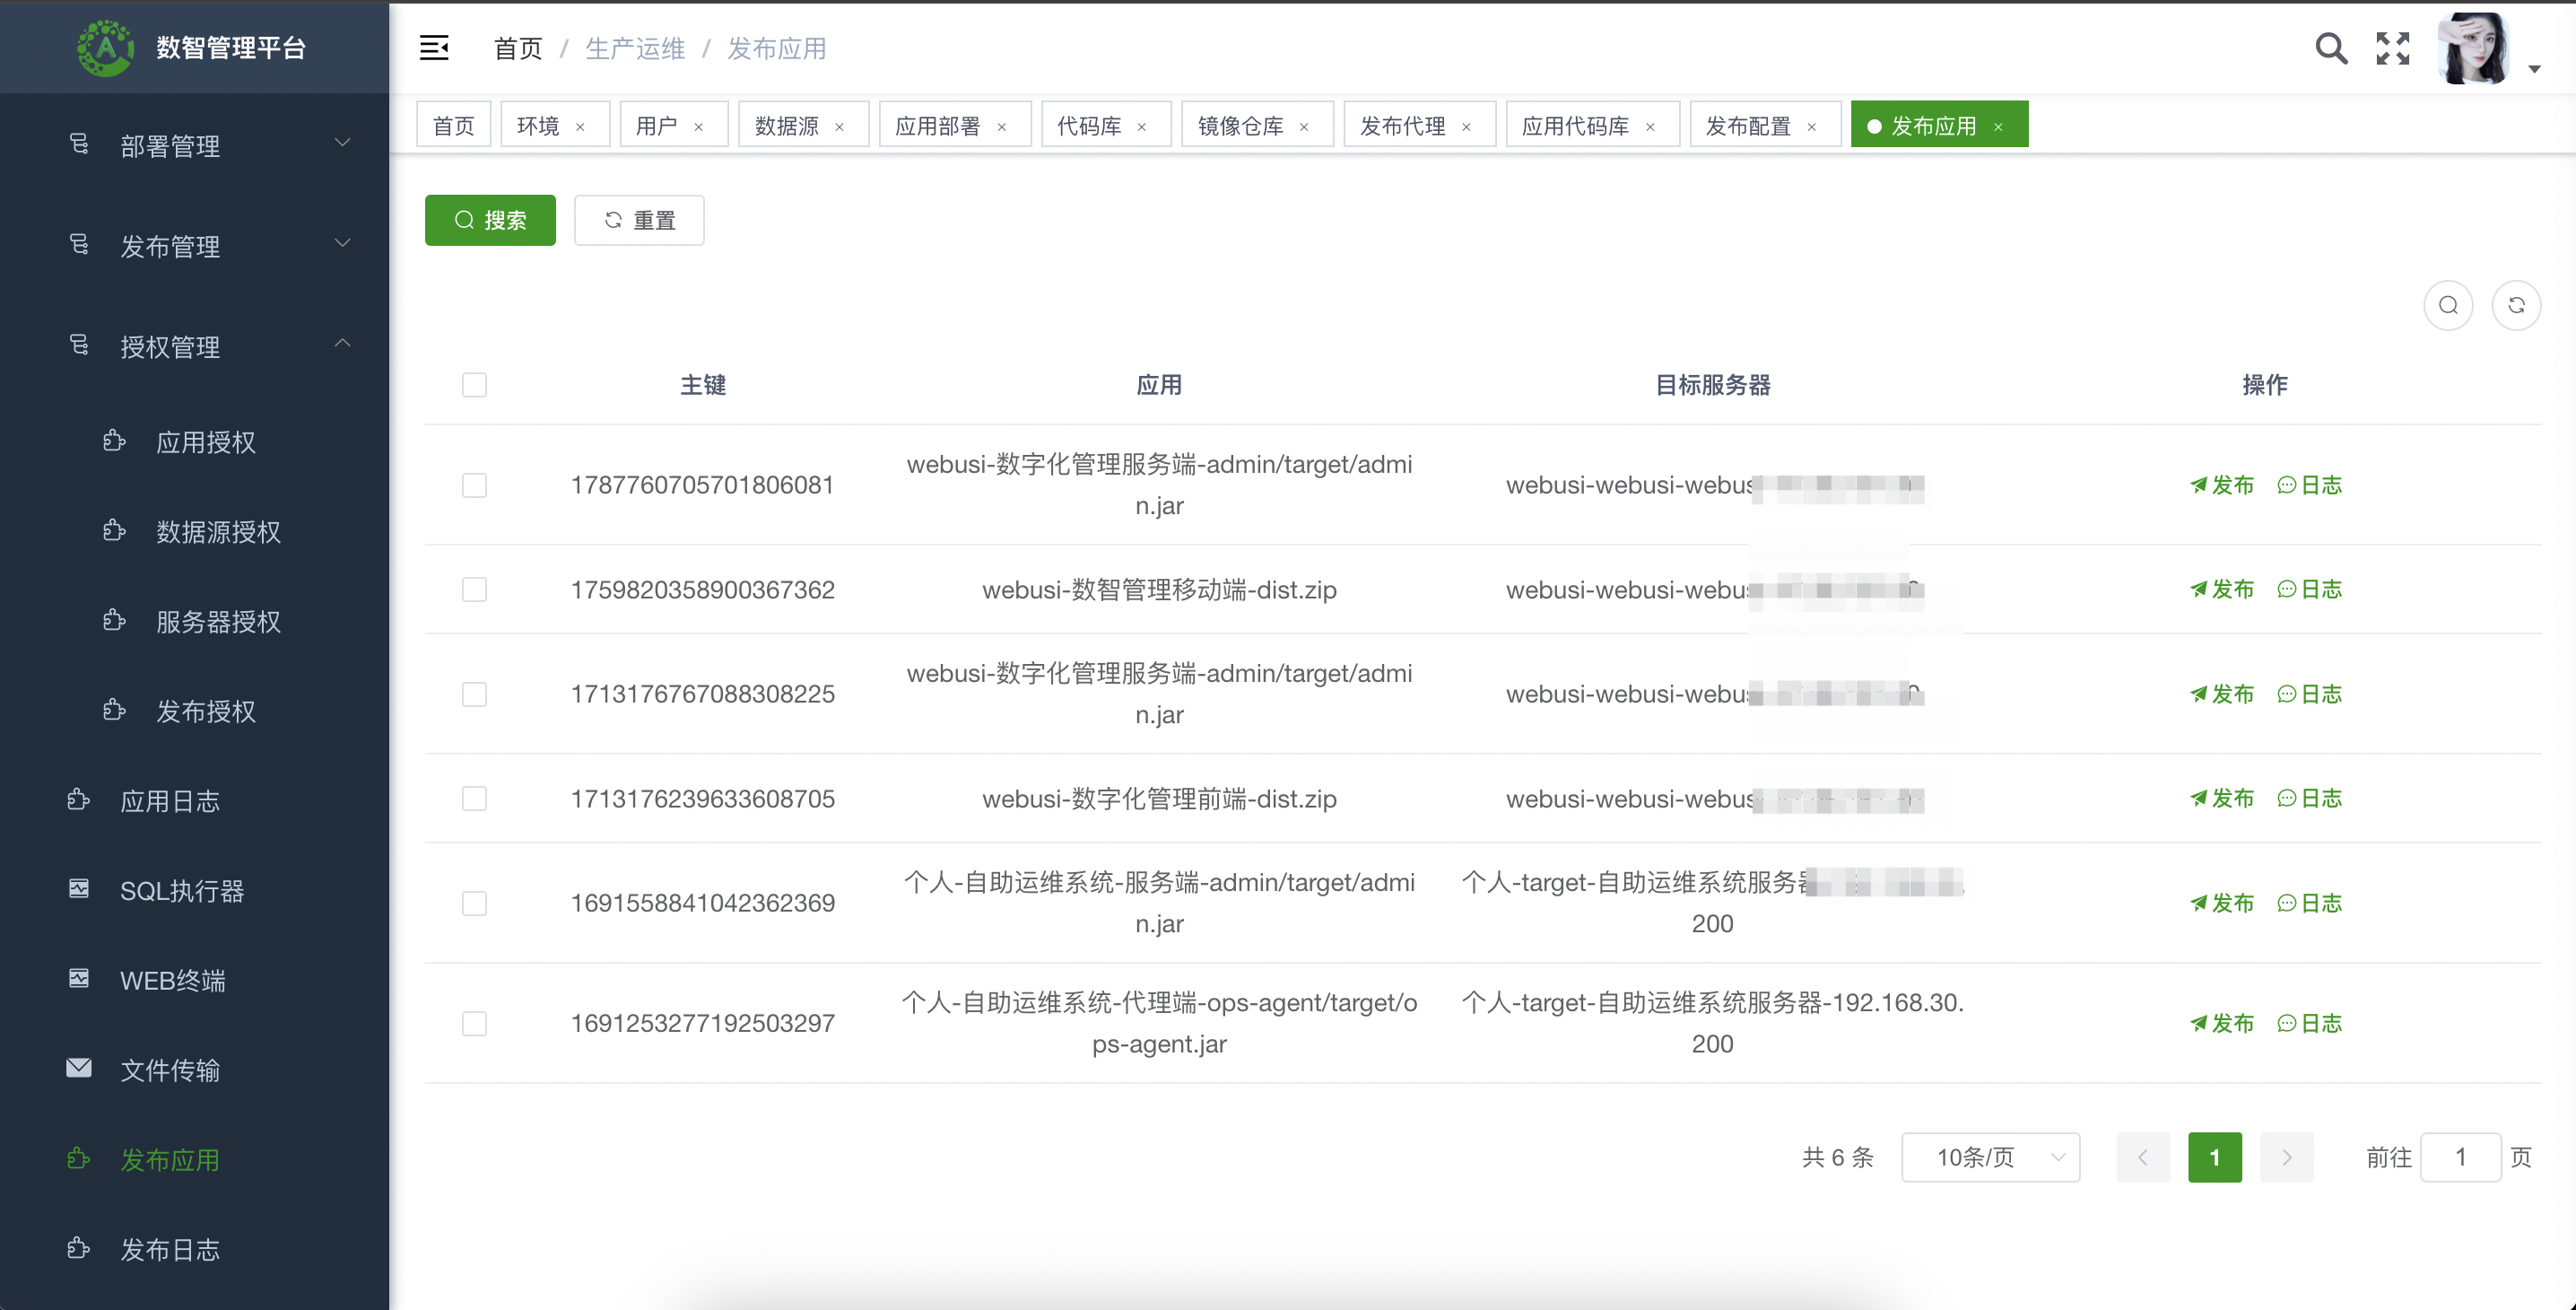 数智管理平台
首页 / 生产运维 / 发布应用
首页 环境 × 用户 × 数据源 × 应用部署 × 代码库 × 镜像仓库 × 发布代理 × 应用代码库 × 发布配置 × 发布应用 ×
部署管理
发布管理
授权管理
应用授权
数据源授权
服务器授权
发布授权
应用日志
SQL执行器
WEB终端
文件传输
发布应用
发布日志
搜索 重置
主键 应用 目标服务器 操作
1787760705701806081 webusi-数字化管理服务端-admin/target/admi webusi-webusi-webus 发布 日志
n.jar
1759820358900367362 webusi-数智管理移动端-dist.zip webusi-webusi-webus 发布 日志
webusi-数字化管理服务端-admin/target/admi
1713176767088308225 webusi-webusi-webus 发布 日志
n.jar
1713176239633608705 webusi-数字化管理前端-dist.zip webusi-webusi-webus 发布 日志
个人-自助运维系统-服务端-admin/target/admi 个人-target-自助运维系统服务器
1691558841042362369 发布 日志
n.jar 200
个人-自助运维系统-代理端-ops-agent/target/o 个人-target-自助运维系统服务器-192.168.30.
1691253277192503297 发布 日志
ps-agent.jar 200
共 6 条 10条/页 1 前往 1 页